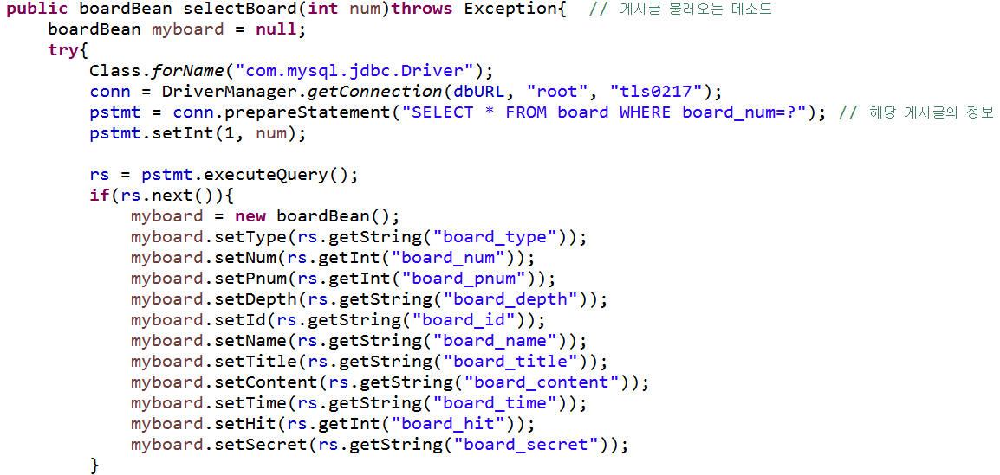 public boardBean selectBoard(int num)throws Exception{  // 게시글 불러오는 메소드
    boardBean myboard = null;
    try{
        Class.forName("com.mysql.jdbc.Driver");
        conn = DriverManager.getConnection(dbURL, "root", "tls0217");
        pstmt = conn.prepareStatement("SELECT * FROM board WHERE board_num=?"); // 해당 게시글의 정보
        pstmt.setInt(1, num);

        rs = pstmt.executeQuery();
        if(rs.next()){
            myboard = new boardBean();
            myboard.setType(rs.getString("board_type"));
            myboard.setNum(rs.getInt("board_num"));
            myboard.setPnum(rs.getInt("board_pnum"));
            myboard.setDepth(rs.getString("board_depth"));
            myboard.setId(rs.getString("board_id"));
            myboard.setName(rs.getString("board_name"));
            myboard.setTitle(rs.getString("board_title"));
            myboard.setContent(rs.getString("board_content"));
            myboard.setTime(rs.getString("board_time"));
            myboard.setHit(rs.getInt("board_hit"));
            myboard.setSecret(rs.getString("board_secret"));
        }